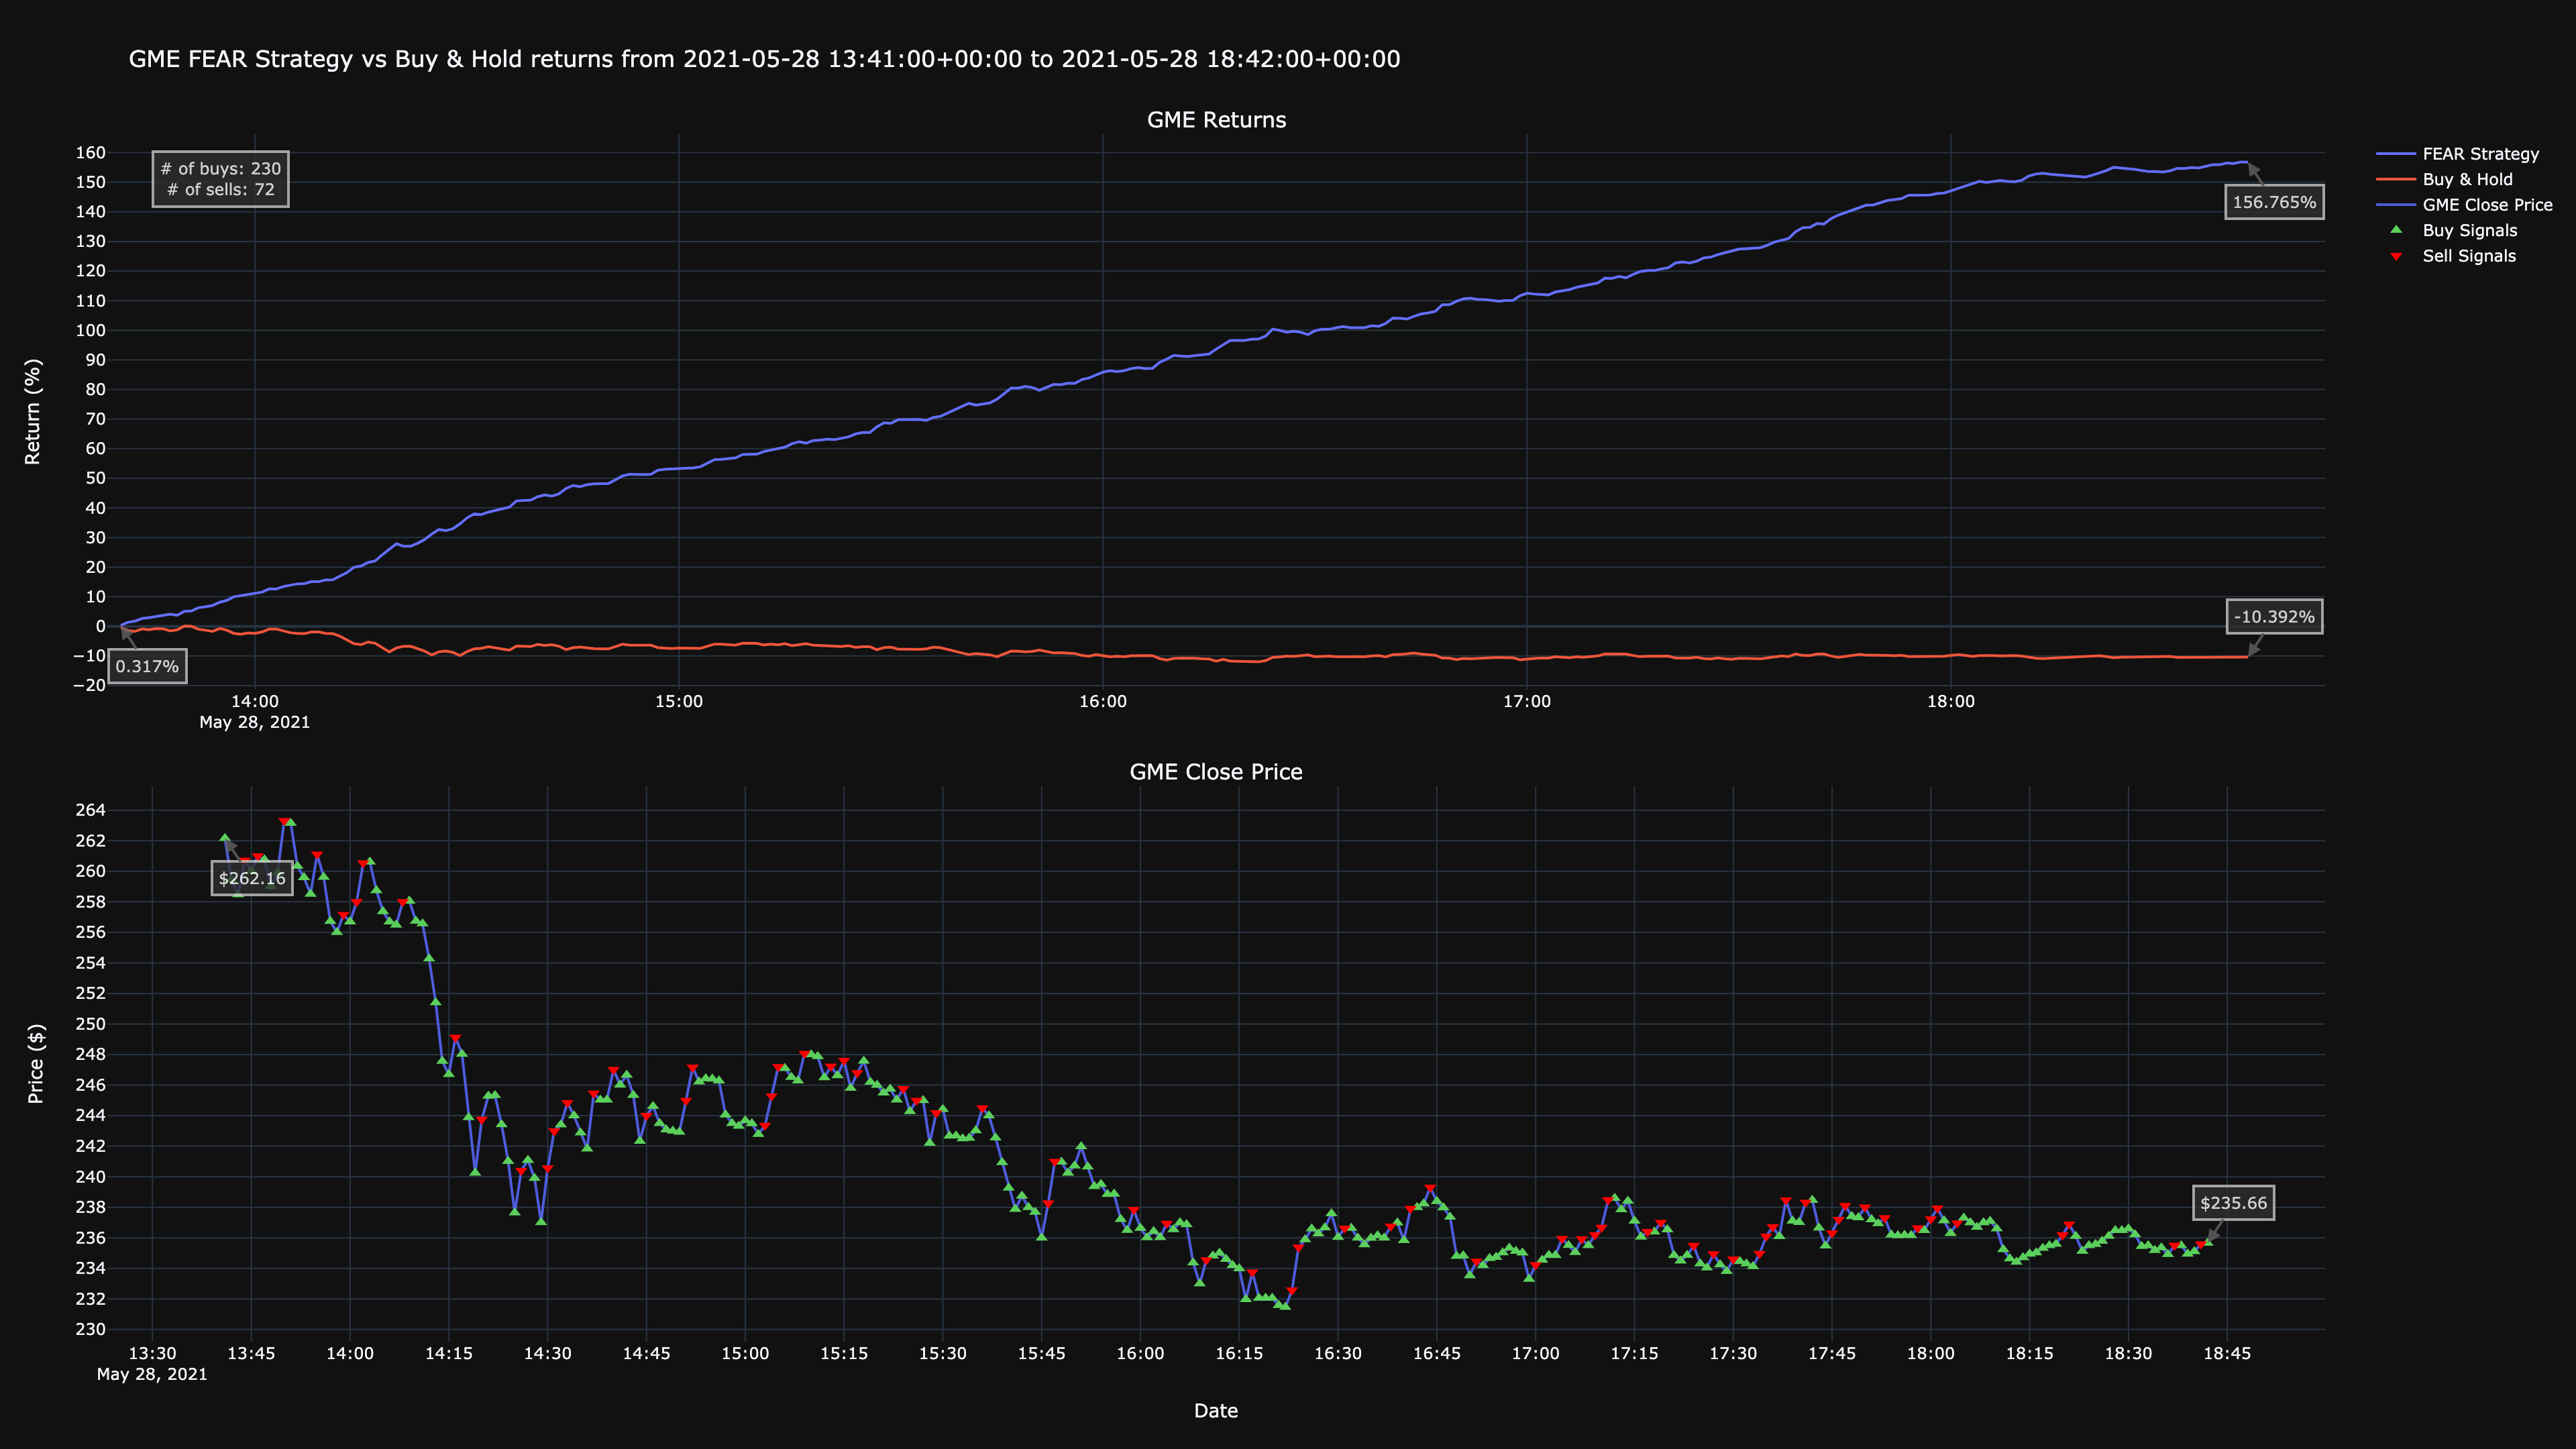 GME FEAR Strategy vs Buy & Hold returns from 2021-05-28 13:41:00+00:00 to 2021-05-28 18:42:00+00:00
GME Returns
# of buys: 230
# of sells: 72
FEAR Strategy
Buy & Hold
GME Close Price
Buy Signals
Sell Signals
Return (%)
160
150
140
130
120
110
100
90
80
70
60
50
40
30
20
10
0
−10
−20
156.765%
-10.392%
0.317%
14:00 15:00 16:00 17:00 18:00
May 28, 2021
GME Close Price
Price ($)
264
262
260
258
256
254
252
250
248
246
244
242
240
238
236
234
232
230
$262.16
$235.66
13:30 13:45 14:00 14:15 14:30 14:45 15:00 15:15 15:30 15:45 16:00 16:15 16:30 16:45 17:00 17:15 17:30 17:45 18:00 18:15 18:30 18:45
May 28, 2021
Date